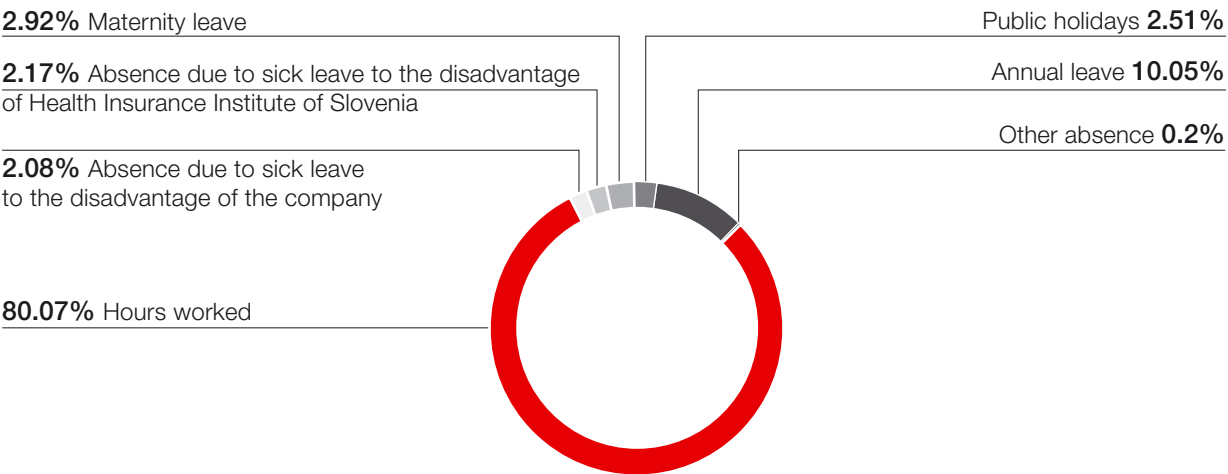 2.92% Maternity leave
2.17% Absence due to sick leave to the disadvantage
of Health Insurance Institute of Slovenia
2.08% Absence due to sick leave
to the disadvantage of the company
80.07% Hours worked
Public holidays 2.51%
Annual leave 10.05%
Other absence 0.2%